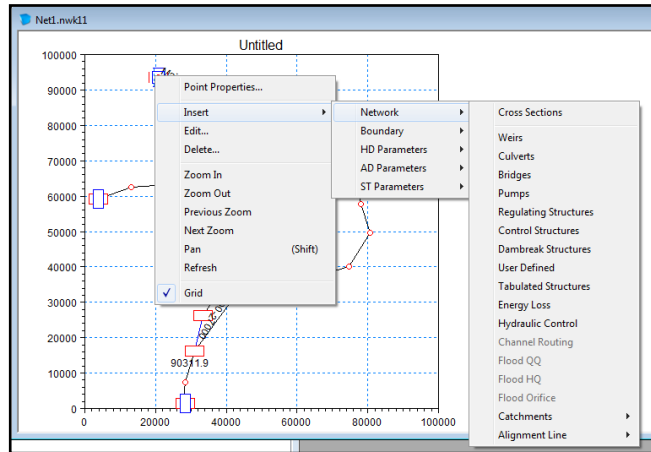 Net1.nwk11
Untitled
100000
90000
80000
70000
60000
50000
40000
30000
20000
10000
0
0
20000
40000
60000
80000
100000
90311.9
Point Properties...
Insert
Edit...
Delete...
Zoom In
Zoom Out
Previous Zoom
Next Zoom
Pan (Shift)
Refresh
Grid
Network
Boundary
HD Parameters
AD Parameters
ST Parameters
Cross Sections
Weirs
Culverts
Bridges
Pumps
Regulating Structures
Control Structures
Dambreak Structures
User Defined
Tabulated Structures
Energy Loss
Hydraulic Control
Channel Routing
Flood QQ
Flood HQ
Flood Orifice
Catchments
Alignment Line